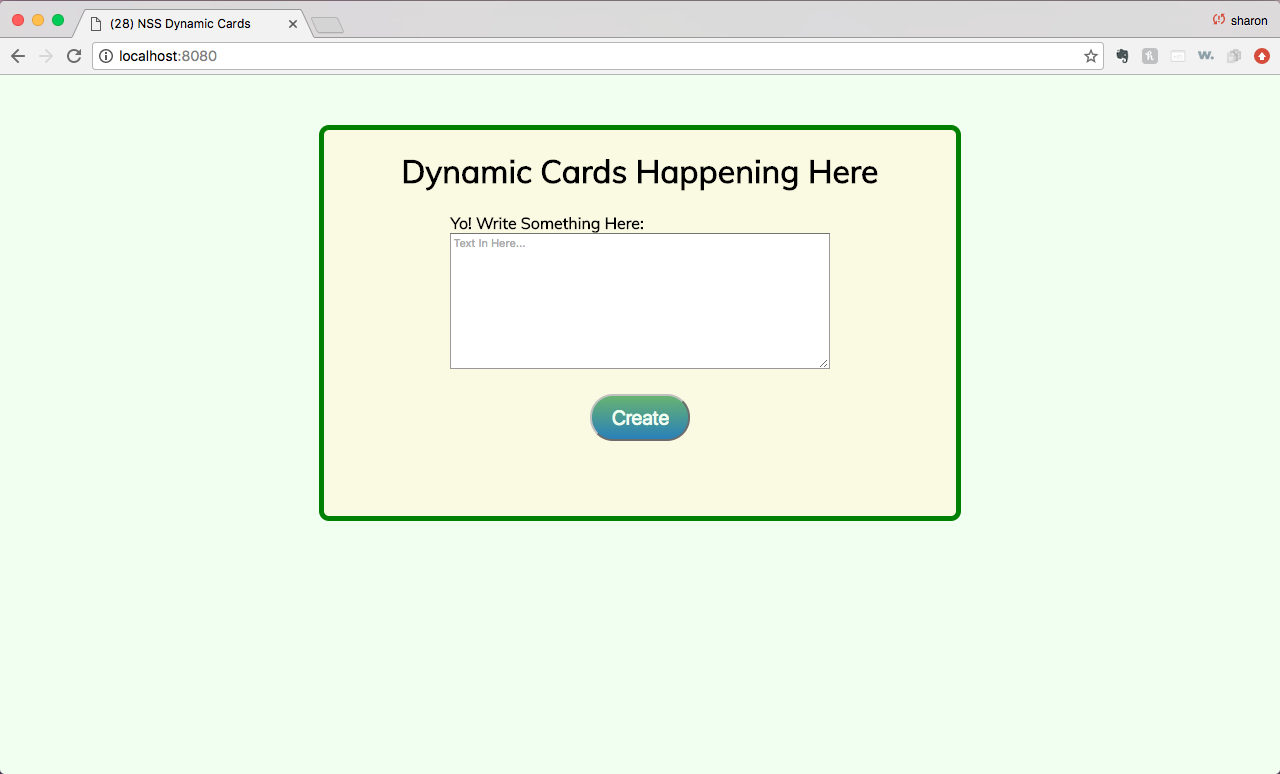 (28) NSS Dynamic Cards
sharon
localhost:8080
w.
Dynamic Cards Happening Here
Yo! Write Something Here:
Text In Here...
Create